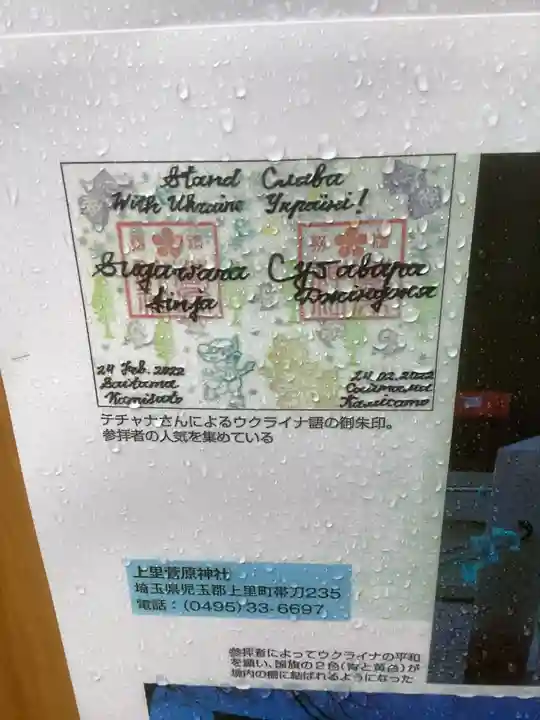 Stand
With Ukraine
Слава
Україні!
Sugawara
Jinja
Сугавара
24 Feb. 2022
Saitama
Kamisato
24.02.2022
Саїтама
Камісато
テチャナさんによるウクライナ語の御朱印。
参拝者の人気を集めている
上里菅原神社
埼玉県児玉郡上里町帯刀235
電話：(0495)33-6697
参拝者によってウクライナの平和
を願い、国旗の2色(青と黄色)が
境内の柵に結ばれるようになった